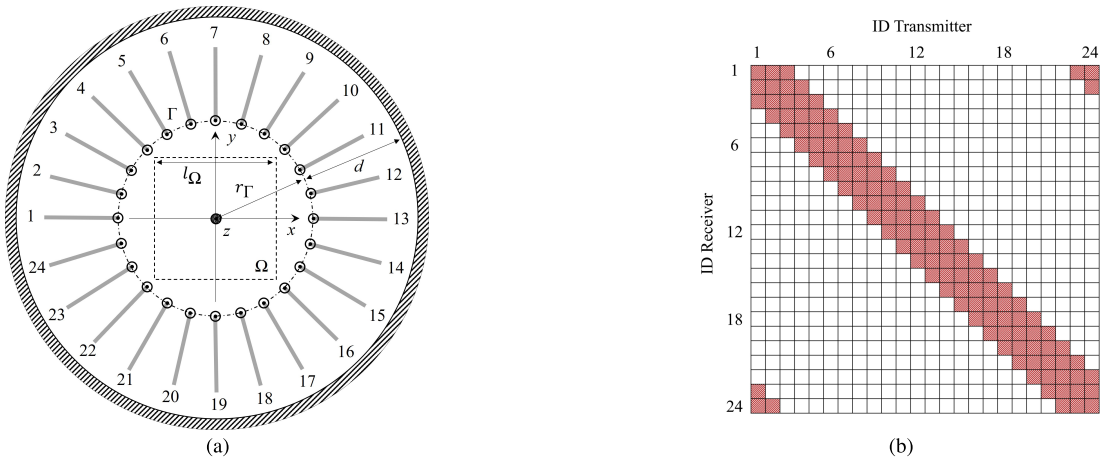 7
6
8
5
9
4
Γ
10
3
y
11
l_Ω
d
2
r_Γ
12
1
13
z
x
24
Ω
14
23
15
22
16
21
17
20
19
18
(a)
ID Transmitter
1 6 12 18 24
ID Receiver
1
6
12
18
24
(b)